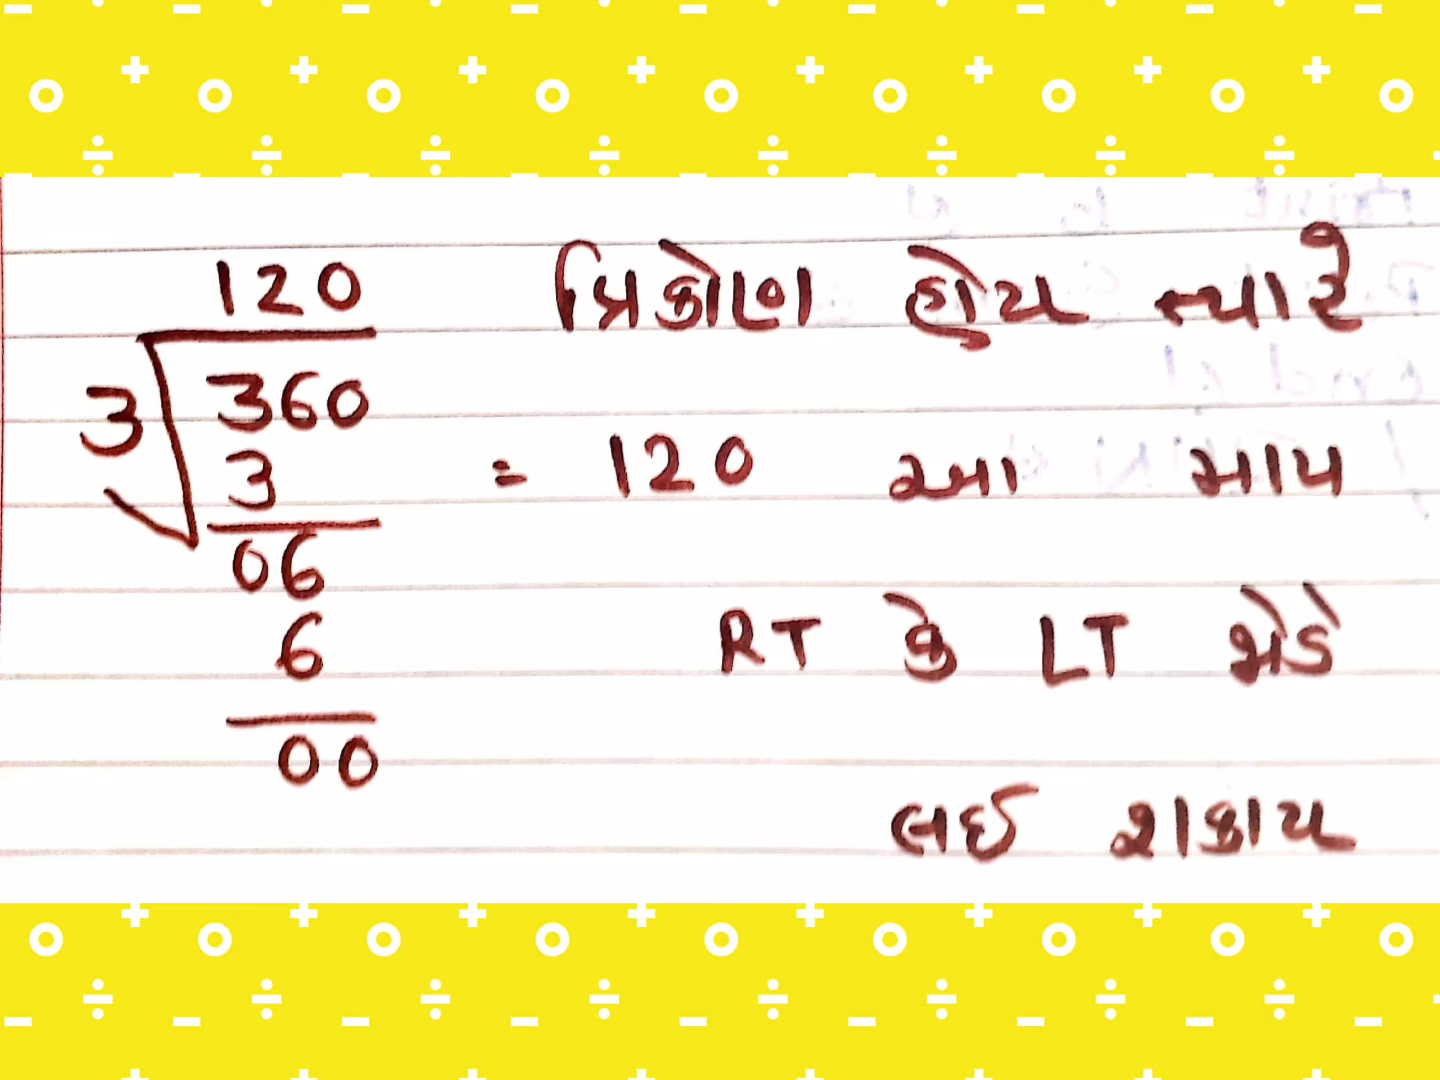 120 ત્રિકોણ હોય ત્યારે
3 360
3 = 120 આ માપ
06
6 RT કે LT જોડે
00
લઈ શકાય